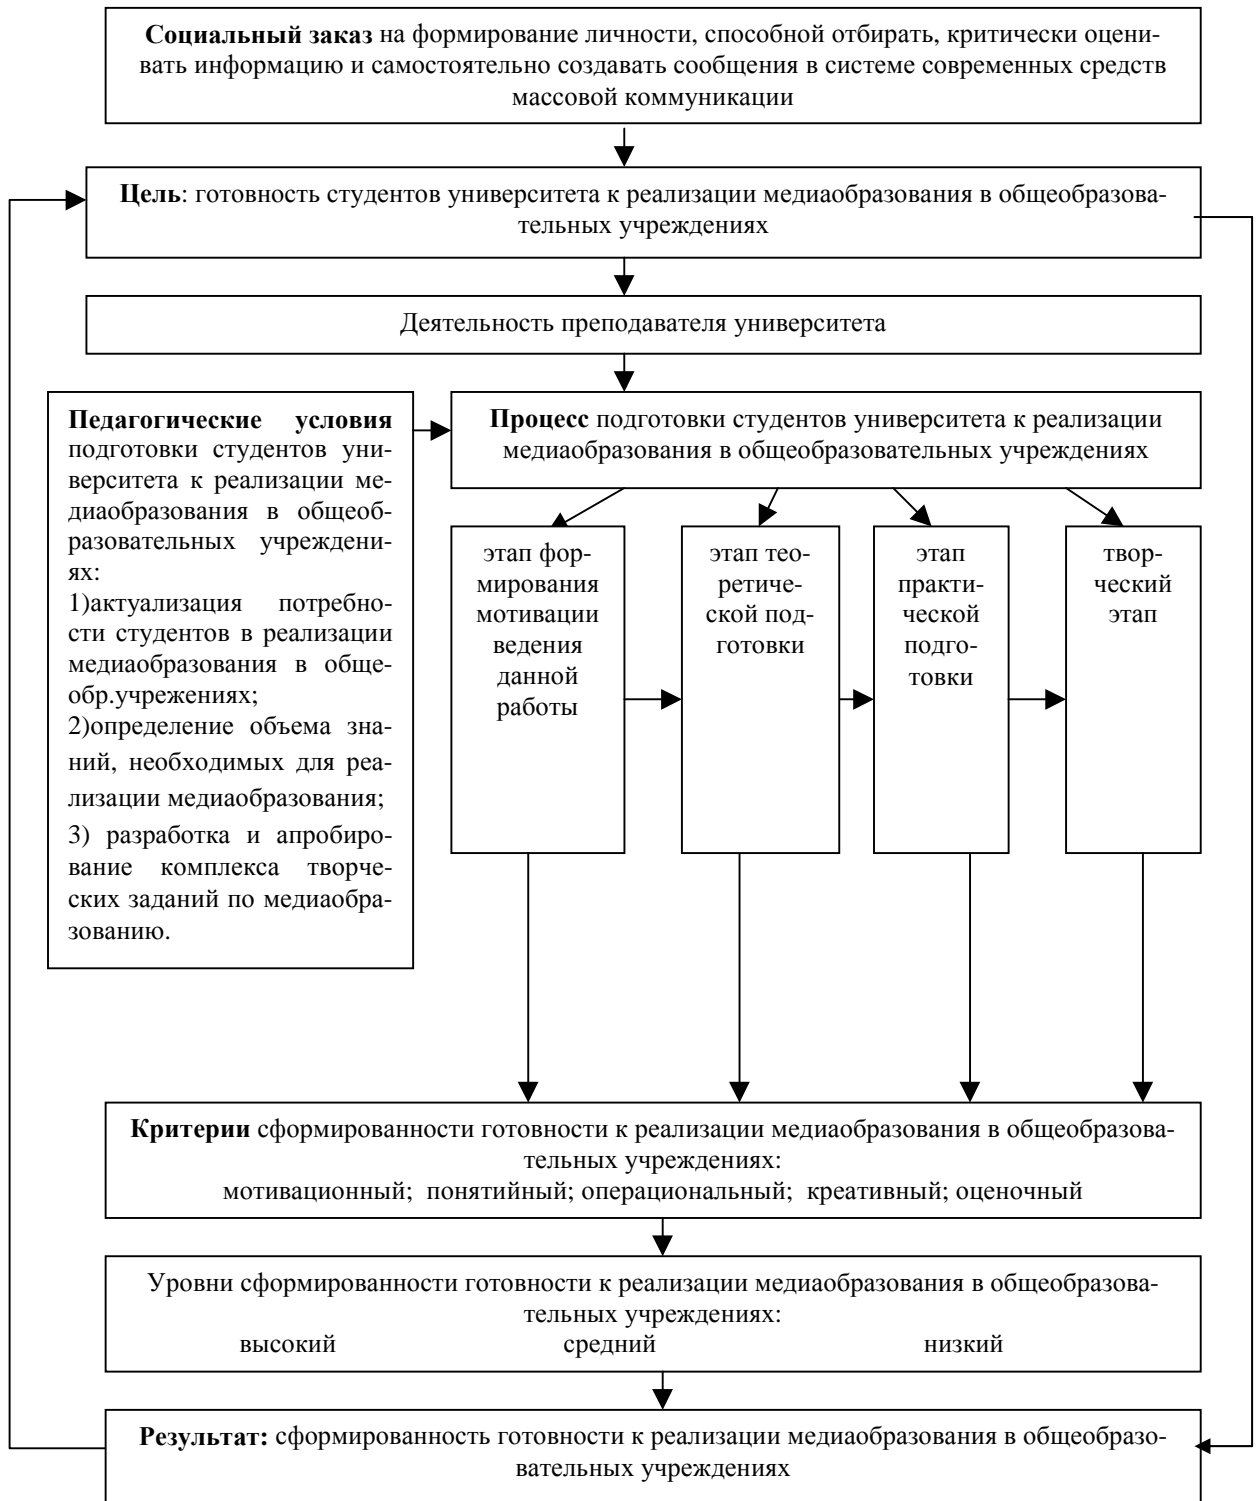 Социальный заказ на формирование личности, способной отбирать, критически оцени-
вать информацию и самостоятельно создавать сообщения в системе современных средств
массовой коммуникации
Цель: готовность студентов университета к реализации медиаобразования в общеобразова-
тельных учреждениях
Деятельность преподавателя университета
Педагогические условия
подготовки студентов уни-
верситета к реализации ме-
диаобразования в общеоб-
разовательных учреждени-
ях:
1)актуализация потребно-
сти студентов в реализации
медиаобразования в обще-
обр.учрежениях;
2)определение объема зна-
ний, необходимых для реа-
лизации медиаобразования;
3) разработка и апробиро-
вание комплекса творче-
ских заданий по медиаобра-
зованию.
Процесс подготовки студентов университета к реализации
медиаобразования в общеобразовательных учреждениях
этап фор-
мирования
мотивации
ведения
данной
работы
этап тео-
ретиче-
ской под-
готовки
этап
практи-
ческой
подго-
товки
твор-
ческий
этап
Критерии сформированности готовности к реализации медиаобразования в общеобразова-
тельных учреждениях:
мотивационный; понятийный; операциональный; креативный; оценочный
Уровни сформированности готовности к реализации медиаобразования в общеобразова-
тельных учреждениях:
высокий средний низкий
Результат: сформированность готовности к реализации медиаобразования в общеобразо-
вательных учреждениях